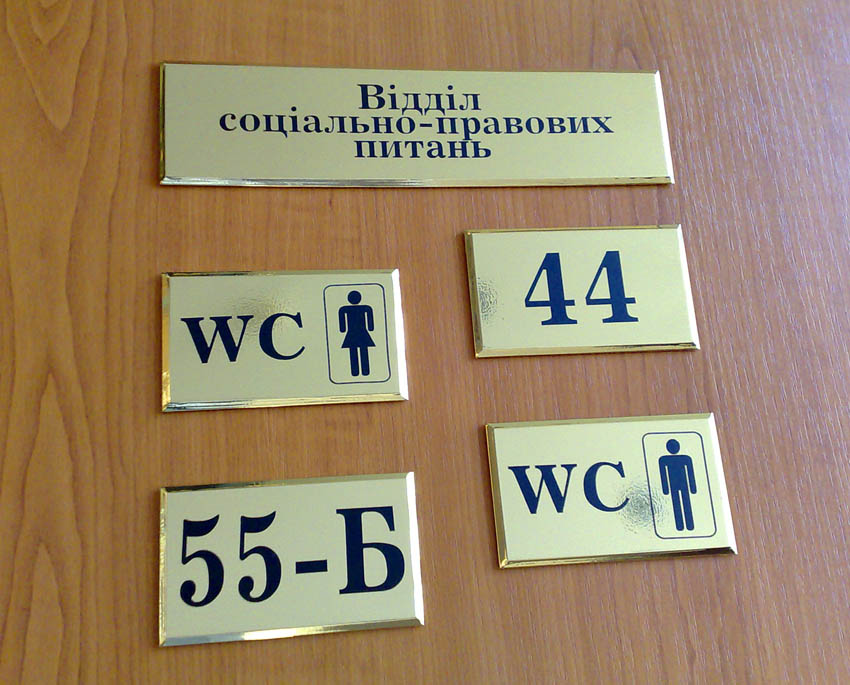 Відділ
соціально-правових
питань
WC
44
55-Б
WC